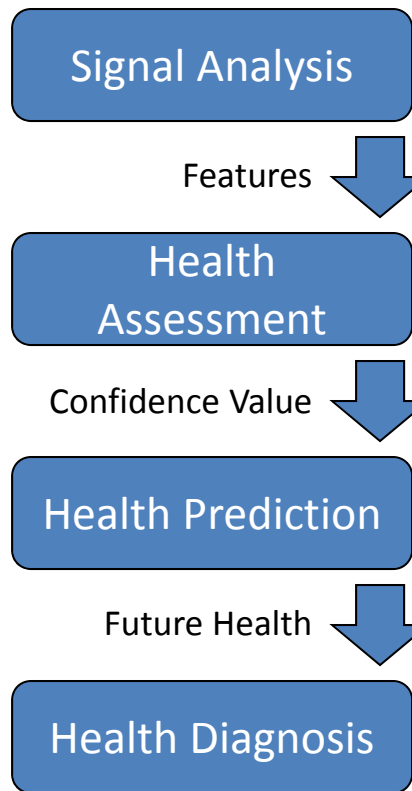 Signal Analysis
Features
Health
Assessment
Confidence Value
Health Prediction
Future Health
Health Diagnosis